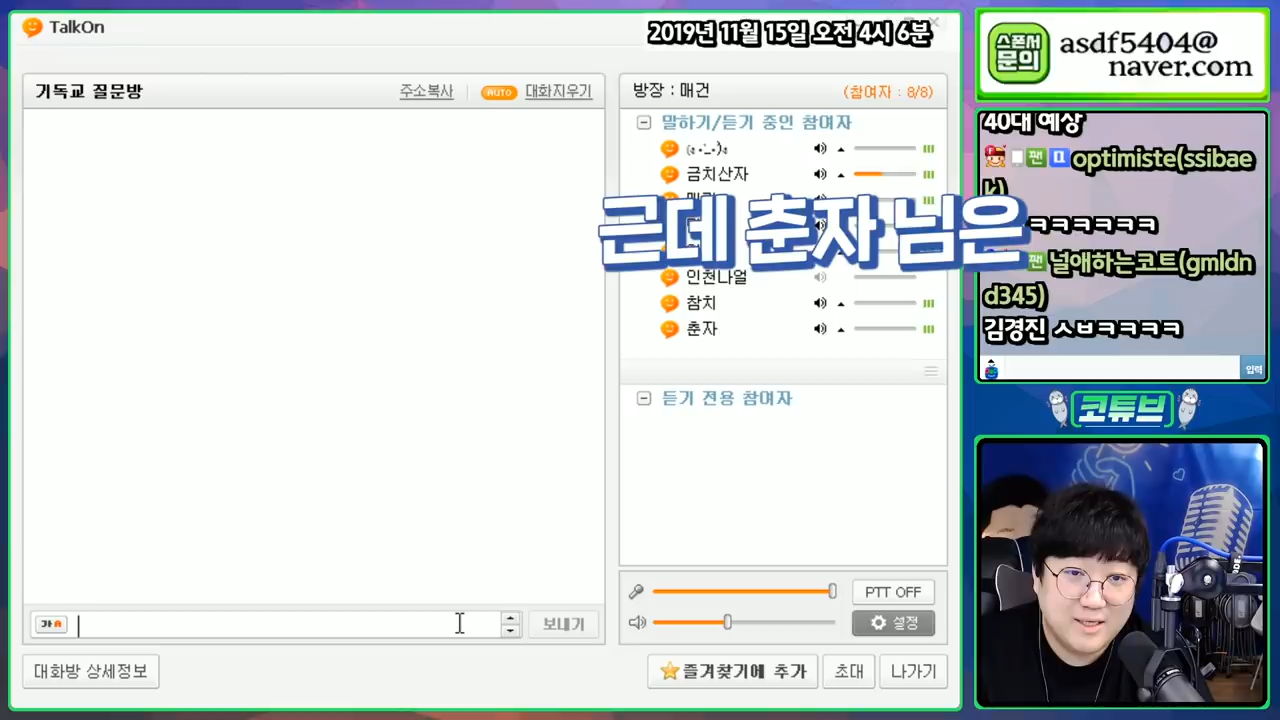 TalkOn
2019년 11월 15일 오전 4시 6분
기독교 질문방
주소복사
AUTO
대화지우기
방장 : 매건
(참여자 : 8/8)
말하기/듣기 중인 참여자
금치산자
근데 춘자 님은
인천나얼
참치
춘자
듣기 전용 참여자
PTT OFF
설정
가
보내기
대화방 상세정보
즐겨찾기에 추가
초대
나가기
스폰서
문의
asdf5404@
naver.com
40대 예상
팬 optimiste(ssibae
k)
ㅋㅋㅋㅋㅋㅋ
팬 널애하는코트(gmldn
d345)
김경진 ㅅㅂㅋㅋㅋㅋ
입력
코튜브